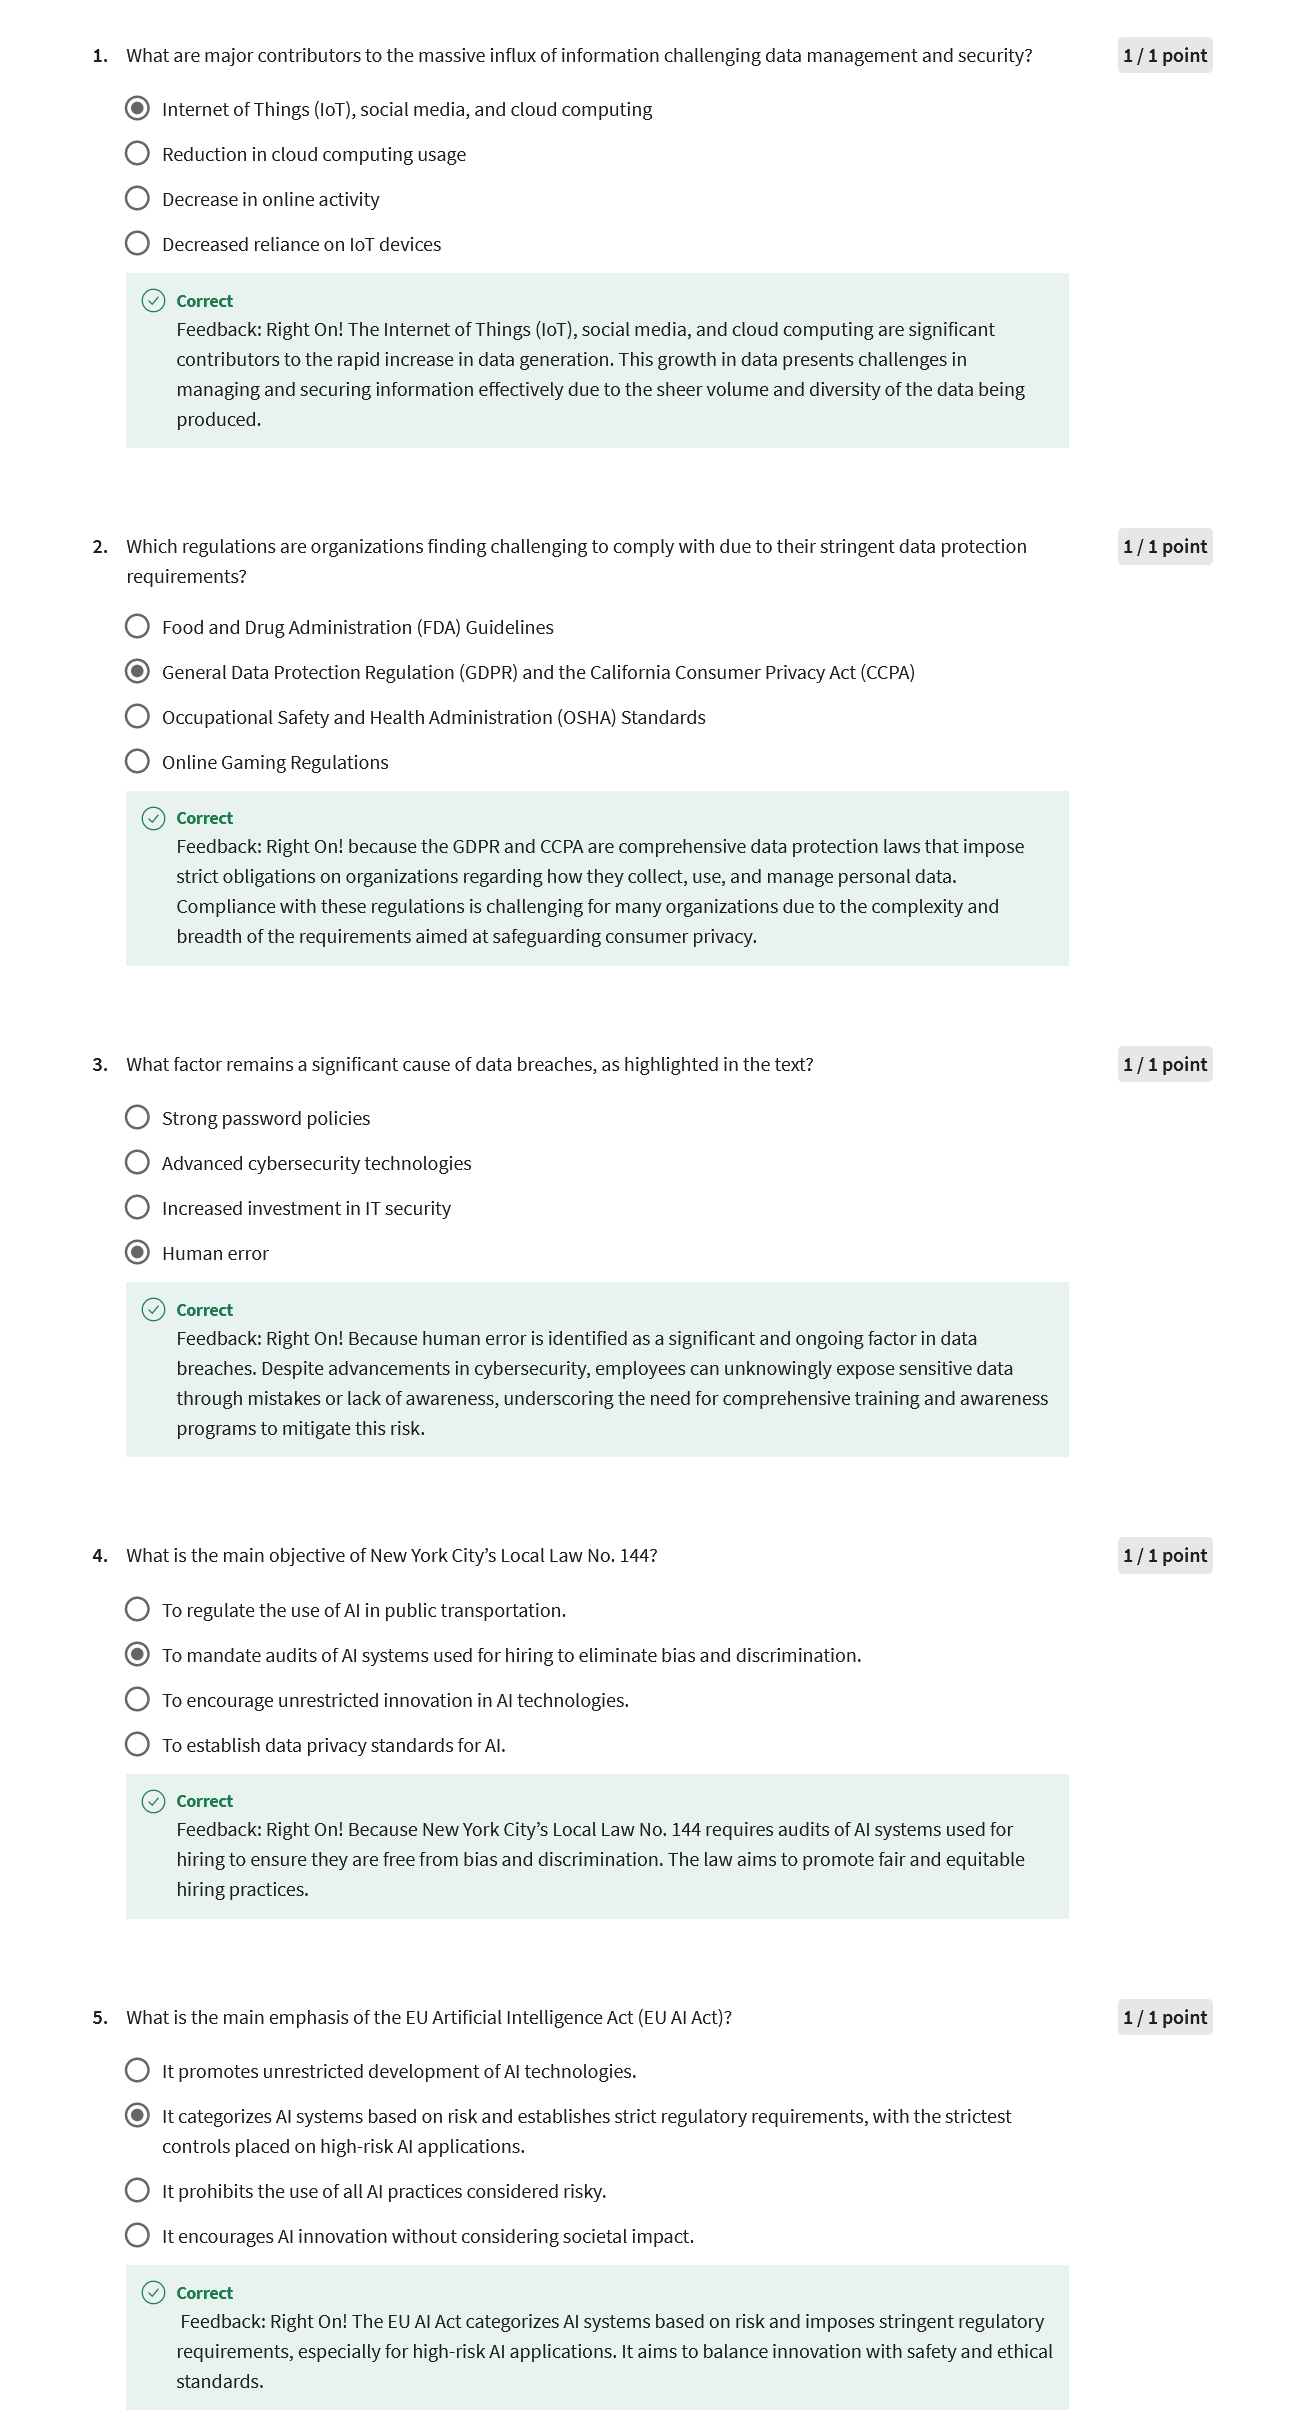 1. What are major contributors to the massive influx of information challenging data management and security? 1 / 1 point
Internet of Things (IoT), social media, and cloud computing
Reduction in cloud computing usage
Decrease in online activity
Decreased reliance on IoT devices
Correct
Feedback: Right On! The Internet of Things (IoT), social media, and cloud computing are significant
contributors to the rapid increase in data generation. This growth in data presents challenges in
managing and securing information effectively due to the sheer volume and diversity of the data being
produced.
2. Which regulations are organizations finding challenging to comply with due to their stringent data protection 1 / 1 point
requirements?
Food and Drug Administration (FDA) Guidelines
General Data Protection Regulation (GDPR) and the California Consumer Privacy Act (CCPA)
Occupational Safety and Health Administration (OSHA) Standards
Online Gaming Regulations
Correct
Feedback: Right On! because the GDPR and CCPA are comprehensive data protection laws that impose
strict obligations on organizations regarding how they collect, use, and manage personal data.
Compliance with these regulations is challenging for many organizations due to the complexity and
breadth of the requirements aimed at safeguarding consumer privacy.
3. What factor remains a significant cause of data breaches, as highlighted in the text? 1 / 1 point
Strong password policies
Advanced cybersecurity technologies
Increased investment in IT security
Human error
Correct
Feedback: Right On! Because human error is identified as a significant and ongoing factor in data
breaches. Despite advancements in cybersecurity, employees can unknowingly expose sensitive data
through mistakes or lack of awareness, underscoring the need for comprehensive training and awareness
programs to mitigate this risk.
4. What is the main objective of New York City’s Local Law No. 144? 1 / 1 point
To regulate the use of AI in public transportation.
To mandate audits of AI systems used for hiring to eliminate bias and discrimination.
To encourage unrestricted innovation in AI technologies.
To establish data privacy standards for AI.
Correct
Feedback: Right On! Because New York City’s Local Law No. 144 requires audits of AI systems used for
hiring to ensure they are free from bias and discrimination. The law aims to promote fair and equitable
hiring practices.
5. What is the main emphasis of the EU Artificial Intelligence Act (EU AI Act)? 1 / 1 point
It promotes unrestricted development of AI technologies.
It categorizes AI systems based on risk and establishes strict regulatory requirements, with the strictest
controls placed on high-risk AI applications.
It prohibits the use of all AI practices considered risky.
It encourages AI innovation without considering societal impact.
Correct
Feedback: Right On! The EU AI Act categorizes AI systems based on risk and imposes stringent regulatory
requirements, especially for high-risk AI applications. It aims to balance innovation with safety and ethical
standards.